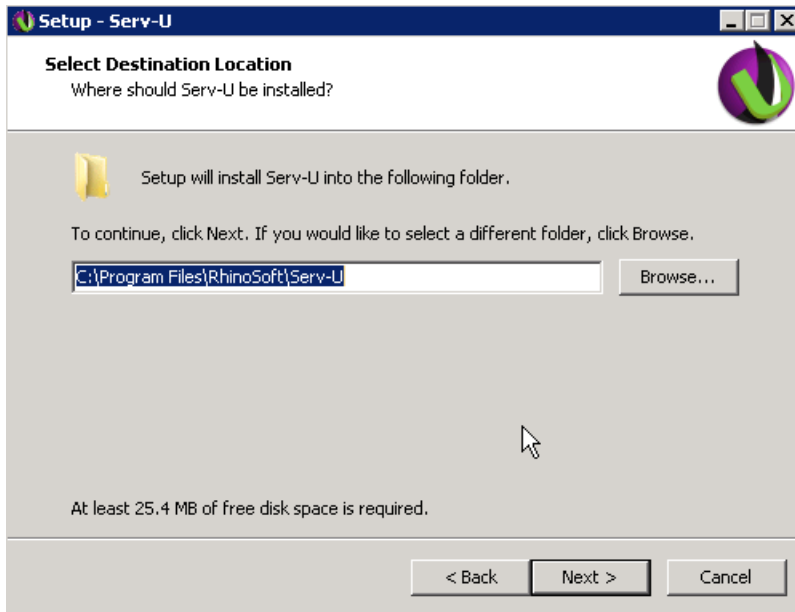 Setup - Serv-U
Select Destination Location
Where should Serv-U be installed?
Setup will install Serv-U into the following folder.
To continue, click Next. If you would like to select a different folder, click Browse.
C:\Program Files\RhinoSoft\Serv-U
Browse...
At least 25.4 MB of free disk space is required.
< Back
Next >
Cancel